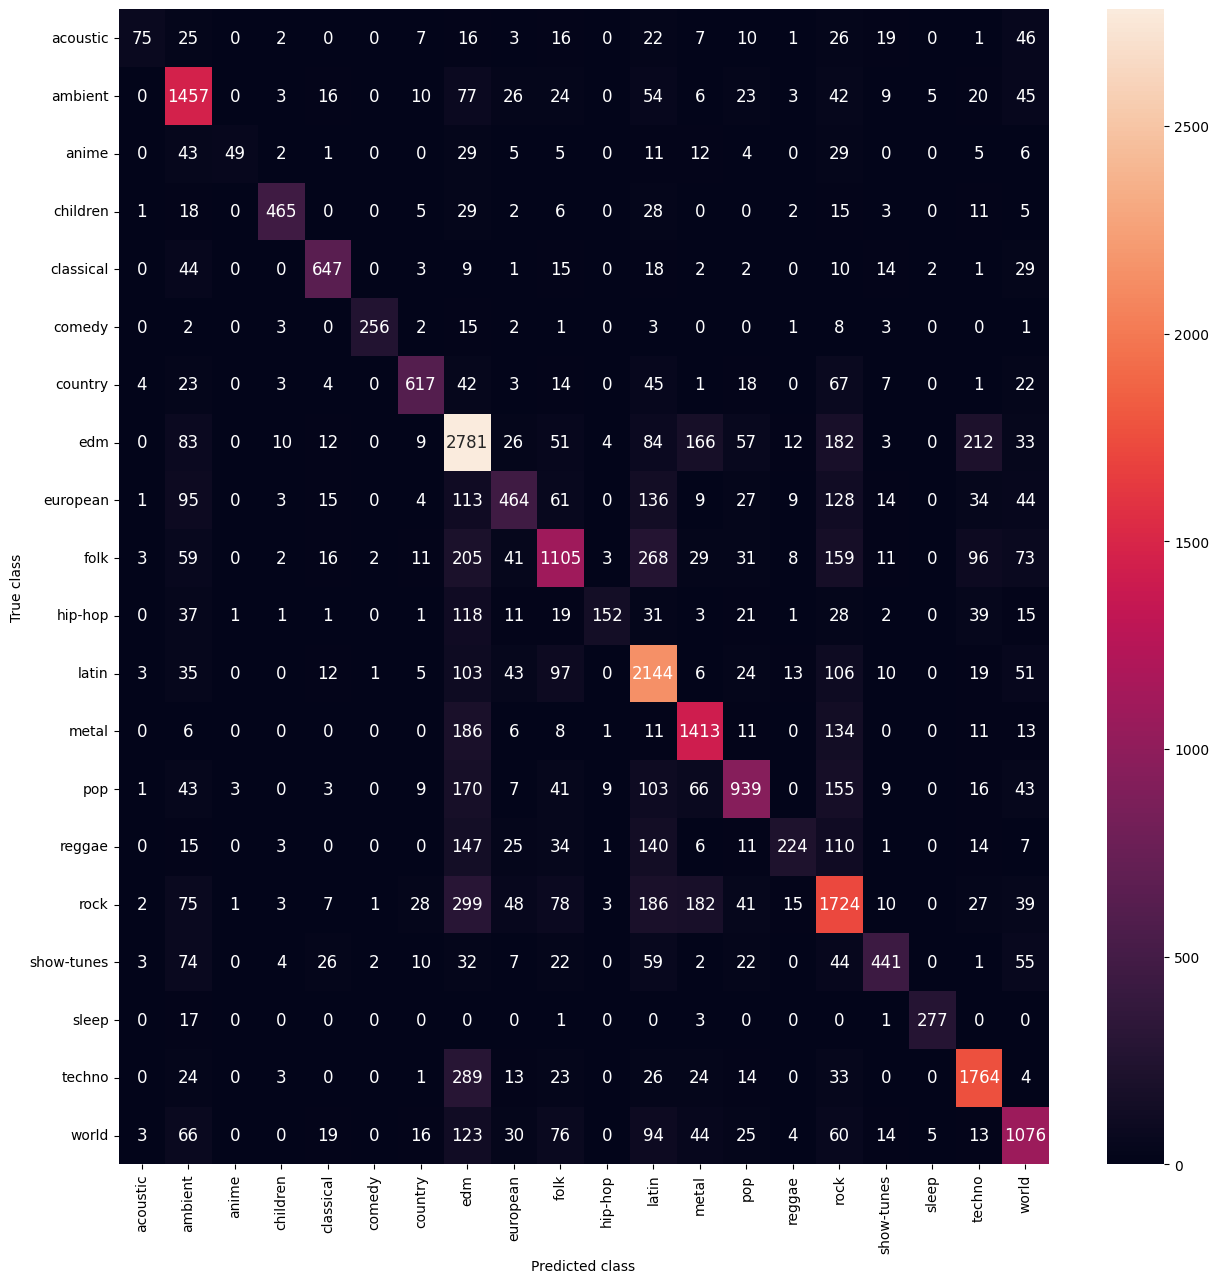 acoustic 75 25 0 2 0 0 7 16 3 16 0 22 7 10 1 26 19 0 1 46
ambient 0 1457 0 3 16 0 10 77 26 24 0 54 6 23 3 42 9 5 20 45
2500
anime 0 43 49 2 1 0 0 29 5 5 0 11 12 4 0 29 0 0 5 6
children 1 18 0 465 0 0 5 29 2 6 0 28 0 0 2 15 3 0 11 5
classical 0 44 0 0 647 0 3 9 1 15 0 18 2 2 0 10 14 2 1 29
comedy 0 2 0 3 0 256 2 15 2 1 0 3 0 0 1 8 3 0 0 1
2000
country 4 23 0 3 4 0 617 42 3 14 0 45 1 18 0 67 7 0 1 22
edm 0 83 0 10 12 0 9 2781 26 51 4 84 166 57 12 182 3 0 212 33
european 1 95 0 3 15 0 4 113 464 61 0 136 9 27 9 128 14 0 34 44
1500
folk 3 59 0 2 16 2 11 205 41 1105 3 268 29 31 8 159 11 0 96 73
True class
hip-hop 0 37 1 1 1 0 1 118 11 19 152 31 3 21 1 28 2 0 39 15
latin 3 35 0 0 12 1 5 103 43 97 0 2144 6 24 13 106 10 0 19 51
metal 0 6 0 0 0 0 0 186 6 8 1 11 1413 11 0 134 0 0 11 13
1000
pop 1 43 3 0 3 0 9 170 7 41 9 103 66 939 0 155 9 0 16 43
reggae 0 15 0 3 0 0 0 147 25 34 1 140 6 11 224 110 1 0 14 7
rock 2 75 1 3 7 1 28 299 48 78 3 186 182 41 15 1724 10 0 27 39
500
show-tunes 3 74 0 4 26 2 10 32 7 22 0 59 2 22 0 44 441 0 1 55
sleep 0 17 0 0 0 0 0 0 0 1 0 0 3 0 0 0 1 277 0 0
techno 0 24 0 3 0 0 1 289 13 23 0 26 24 14 0 33 0 0 1764 4
world 3 66 0 0 19 0 16 123 30 76 0 94 44 25 4 60 14 5 13 1076
0
acoustic ambient anime children classical comedy country edm european folk hip-hop latin metal pop reggae rock show-tunes sleep techno world
Predicted class